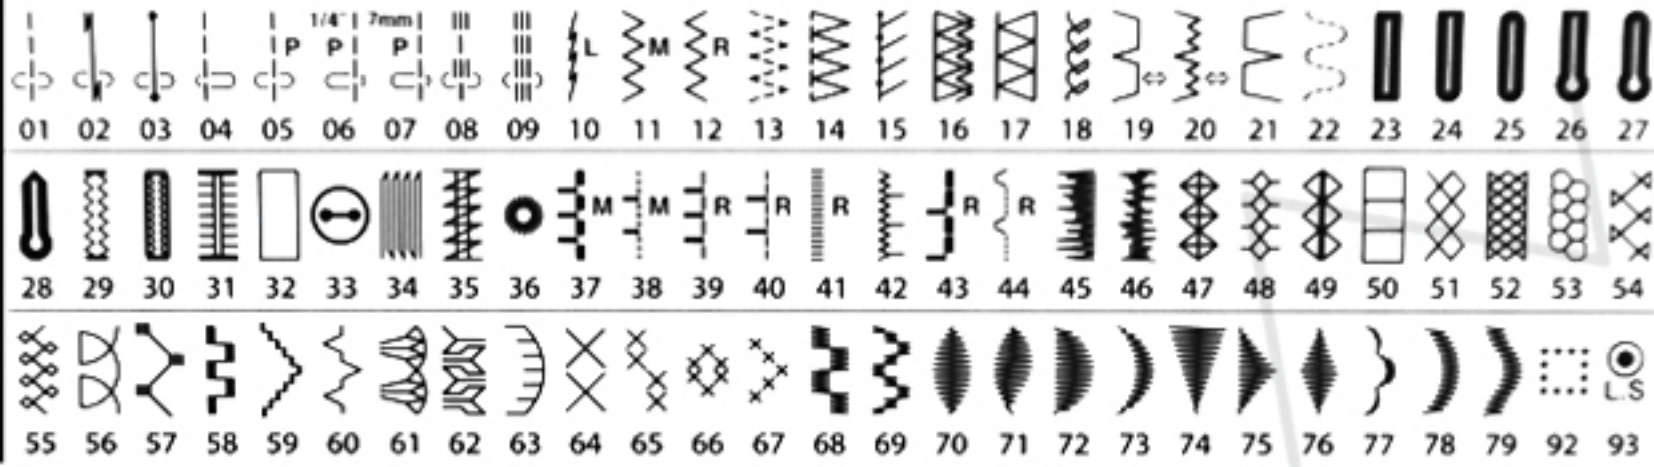 1/4" 7mm
P P P L M R
01 02 03 04 05 06 07 08 09 10 11 12 13 14 15 16 17 18 19 20 21 22 23 24 25 26 27
M M R R R R R
28 29 30 31 32 33 34 35 36 37 38 39 40 41 42 43 44 45 46 47 48 49 50 51 52 53 54
L.S
55 56 57 58 59 60 61 62 63 64 65 66 67 68 69 70 71 72 73 74 75 76 77 78 79 92 93